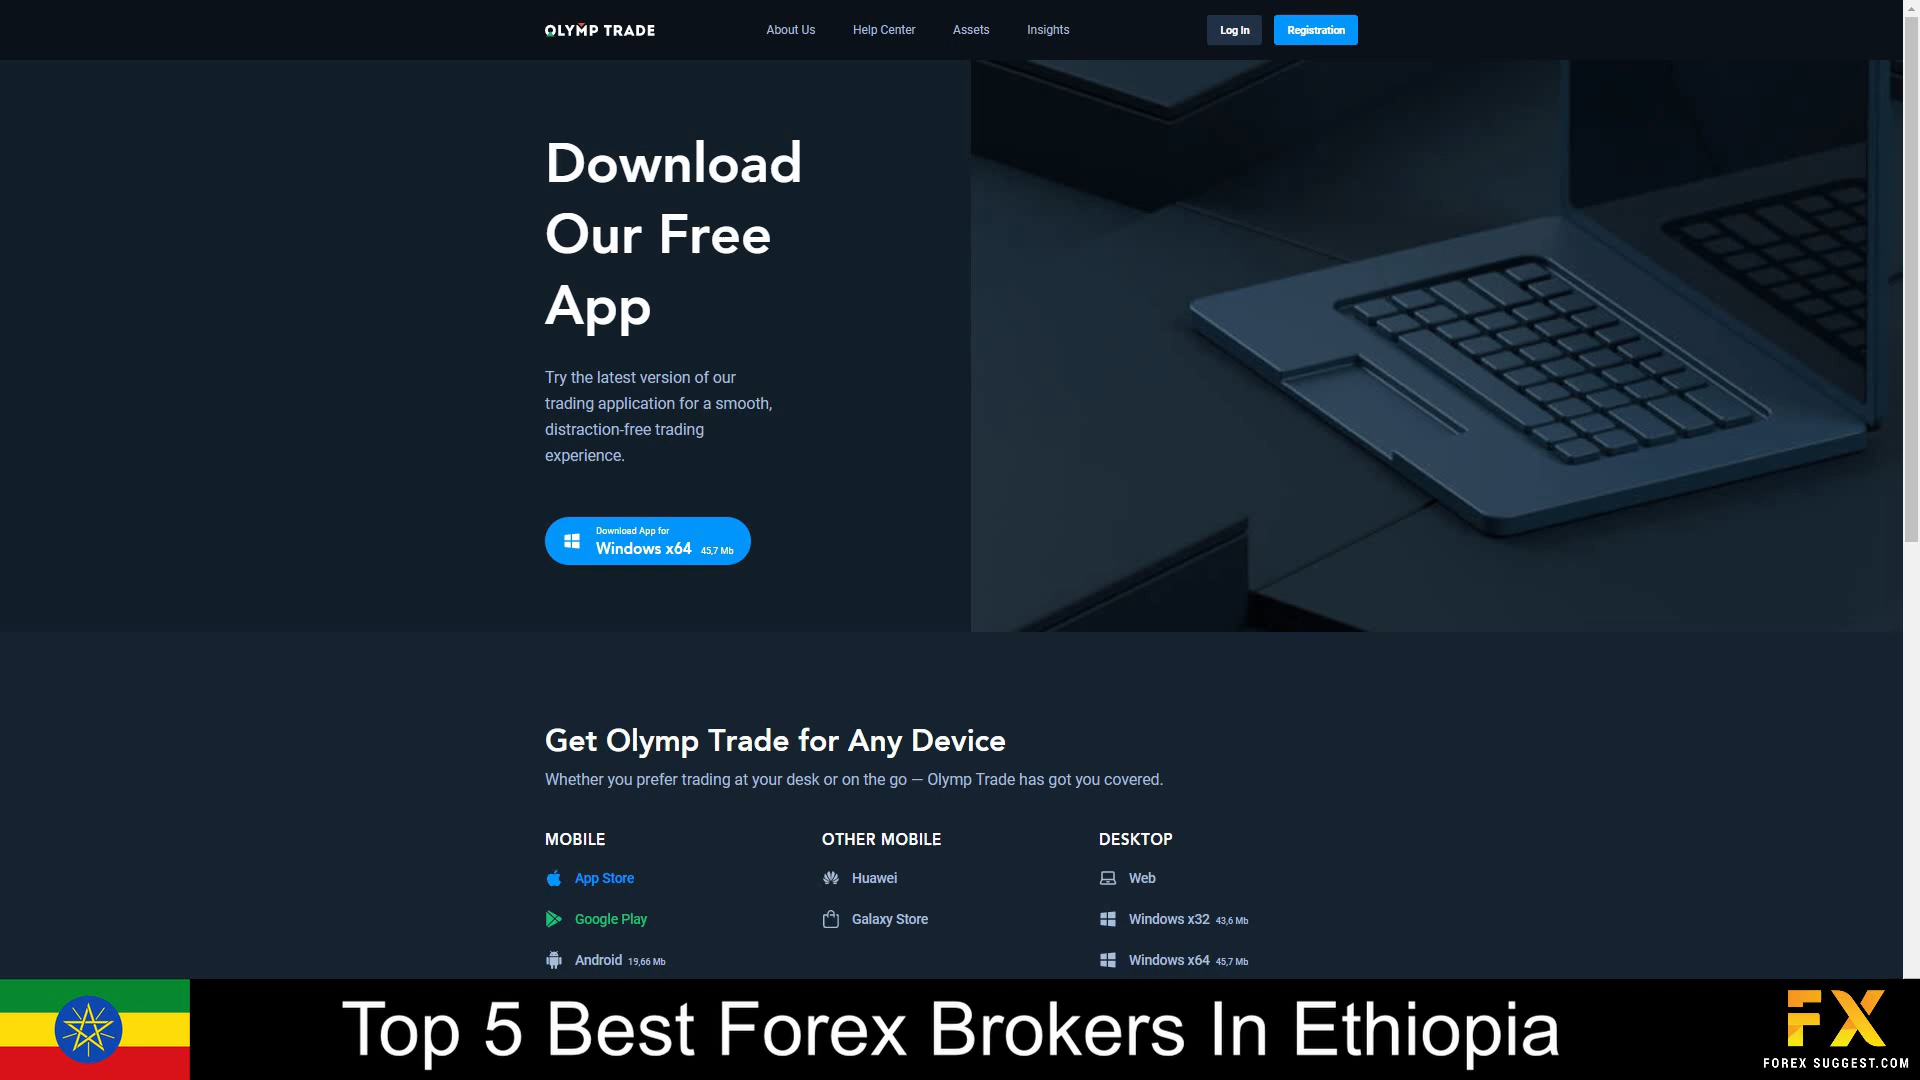 OLYMP TRADE
About Us
Help Center
Assets
Insights
Log In
Registration
Download
Our Free
App
Try the latest version of our
trading application for a smooth,
distraction-free trading
experience.
Download App for
Windows x64 45,7 Mb
Get Olymp Trade for Any Device
Whether you prefer trading at your desk or on the go — Olymp Trade has got you covered.
MOBILE
App Store
Google Play
Android 19,66 Mb
OTHER MOBILE
Huawei
Galaxy Store
DESKTOP
Web
Windows x32 43,6 Mb
Windows x64 45,7 Mb
Top 5 Best Forex Brokers In Ethiopia
FX
FOREX SUGGEST.COM